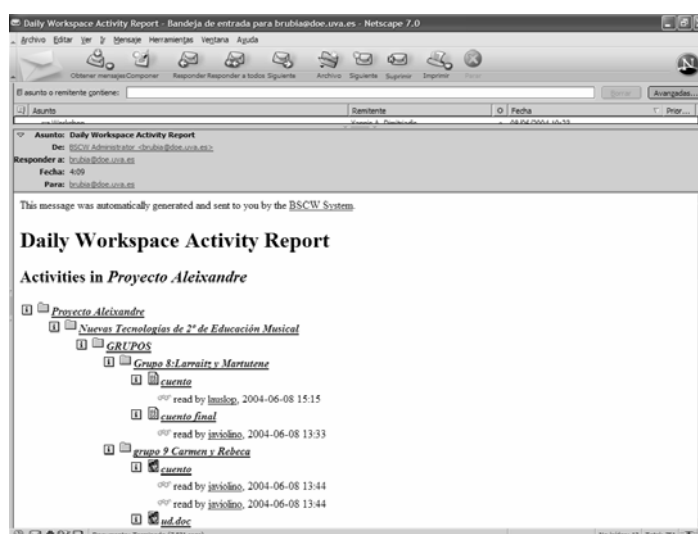 Daily Workspace Activity Report - Bandeja de entrada para brubia@doe.uva.es - Netscape 7.0
Archivo Editar Ver Ir Mensaje Herramientas Ventana Ayuda
Obtener mensajes Componer Responder Responder a todos Siguiente Archivo Siguiente Suprimir Imprimir Parar
El asunto o remitente contiene: Borrar Avanzadas...
Asunto Remitente Fecha Prior...
Asunto: Daily Workspace Activity Report
De: BSCW Administrator <brubia@doe.uva.es>
Responder a: brubia@doe.uva.es
Fecha: 4:09
Para: brubia@doe.uva.es
This message was automatically generated and sent to you by the BSCW System.
Daily Workspace Activity Report
Activities in Proyecto Aleixandre
Proyecto Aleixandre
Nuevas Tecnologías de 2º de Educación Musical
GRUPOS
Grupo 8:Larraitz y Martutene
cuento
read by lauslop, 2004-06-08 15:15
cuento final
read by javiolino, 2004-06-08 13:33
grupo 9 Carmen y Rebeca
cuento
read by javiolino, 2004-06-08 13:44
read by javiolino, 2004-06-08 13:44
ud.doc